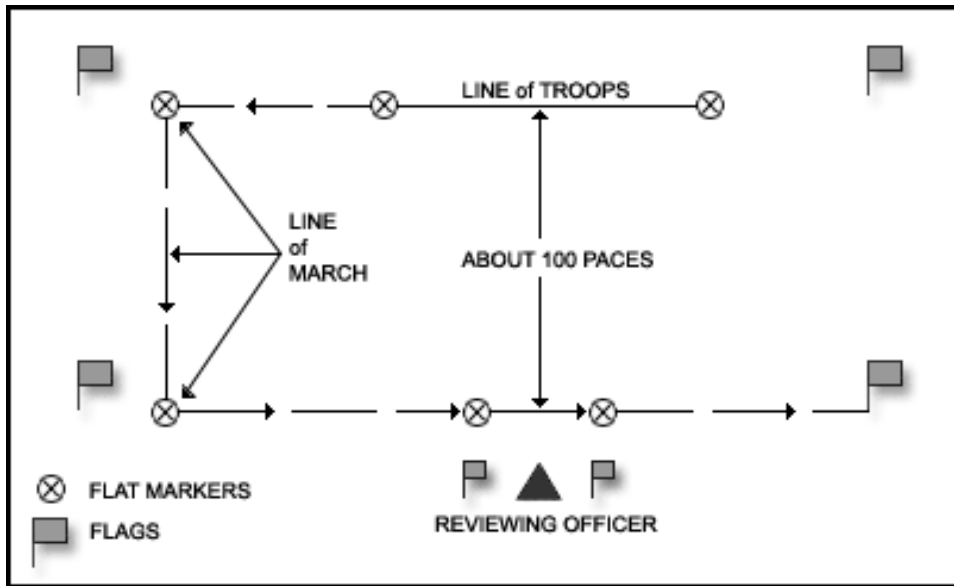 LINE of TROOPS
LINE
of
MARCH
ABOUT 100 PACES
FLAT MARKERS
FLAGS
REVIEWING OFFICER